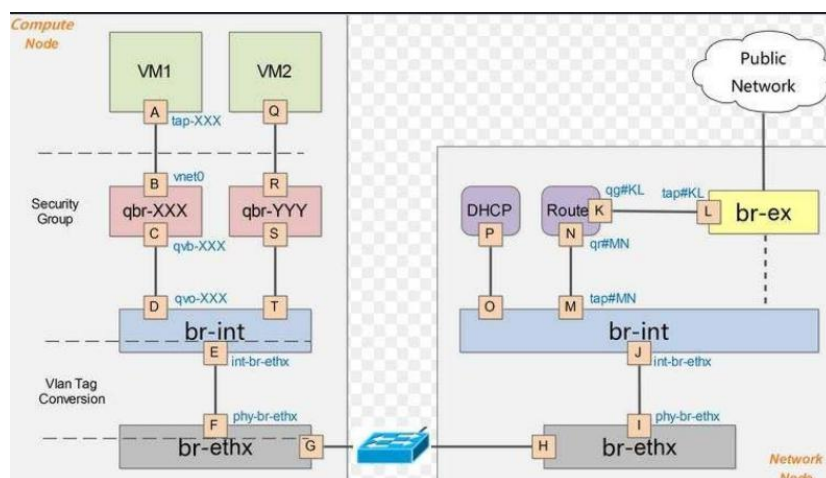 Compute
Node
VM1
VM2
A
tap-XXX
Q
Security
Group
B
vnet0
R
qbr-XXX
qbr-YYY
C
qvb-XXX
S
D
qvo-XXX
T
br-int
E
int-br-ethx
Vlan Tag
Conversion
F
phy-br-ethx
br-ethx
G
Public
Network
DHCP
P
Route
K
qg#KL
tap#KL
L
br-ex
N
qr#MN
O
M
tap#MN
br-int
J
int-br-ethx
I
phy-br-ethx
H
br-ethx
Network
Node